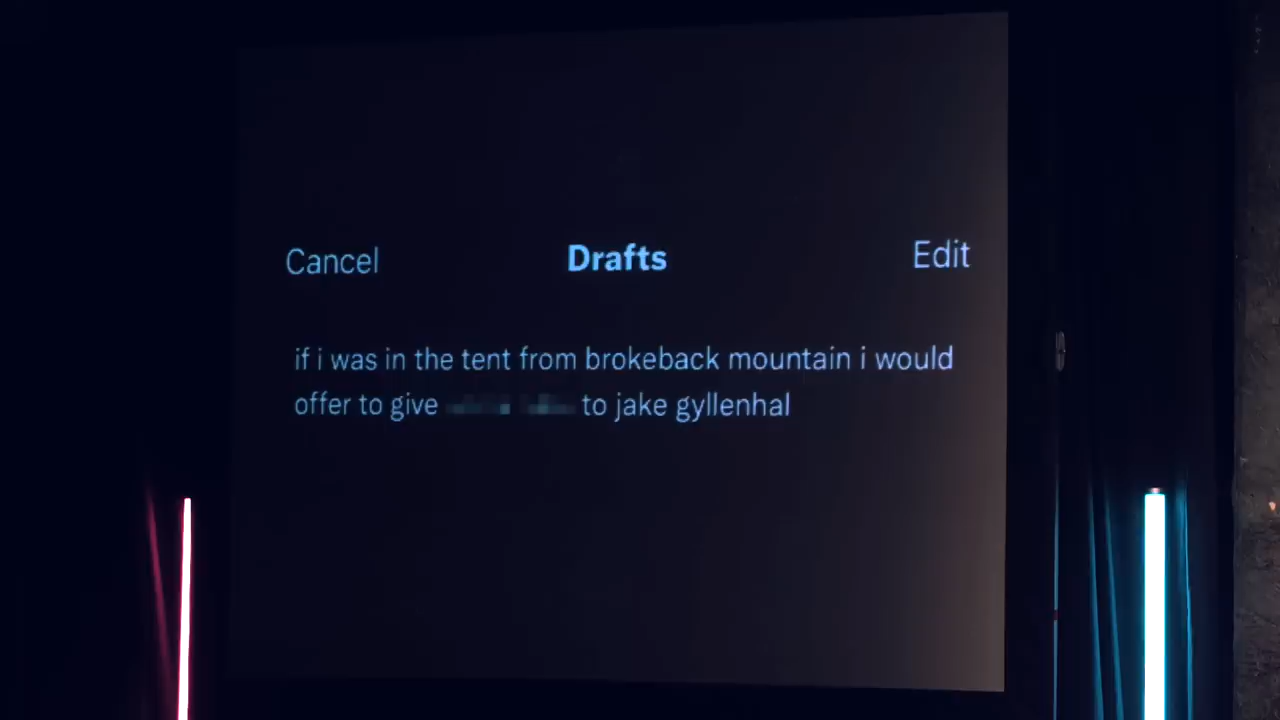 Cancel Drafts Edit
if i was in the tent from brokeback mountain i would
offer to give to jake gyllenhal